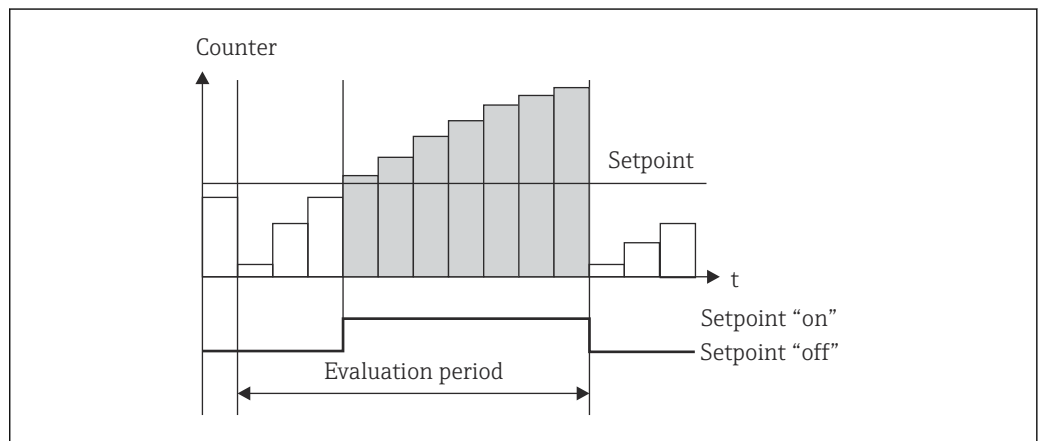 Counter
Setpoint
t
Setpoint “on”
Setpoint “off”
Evaluation period